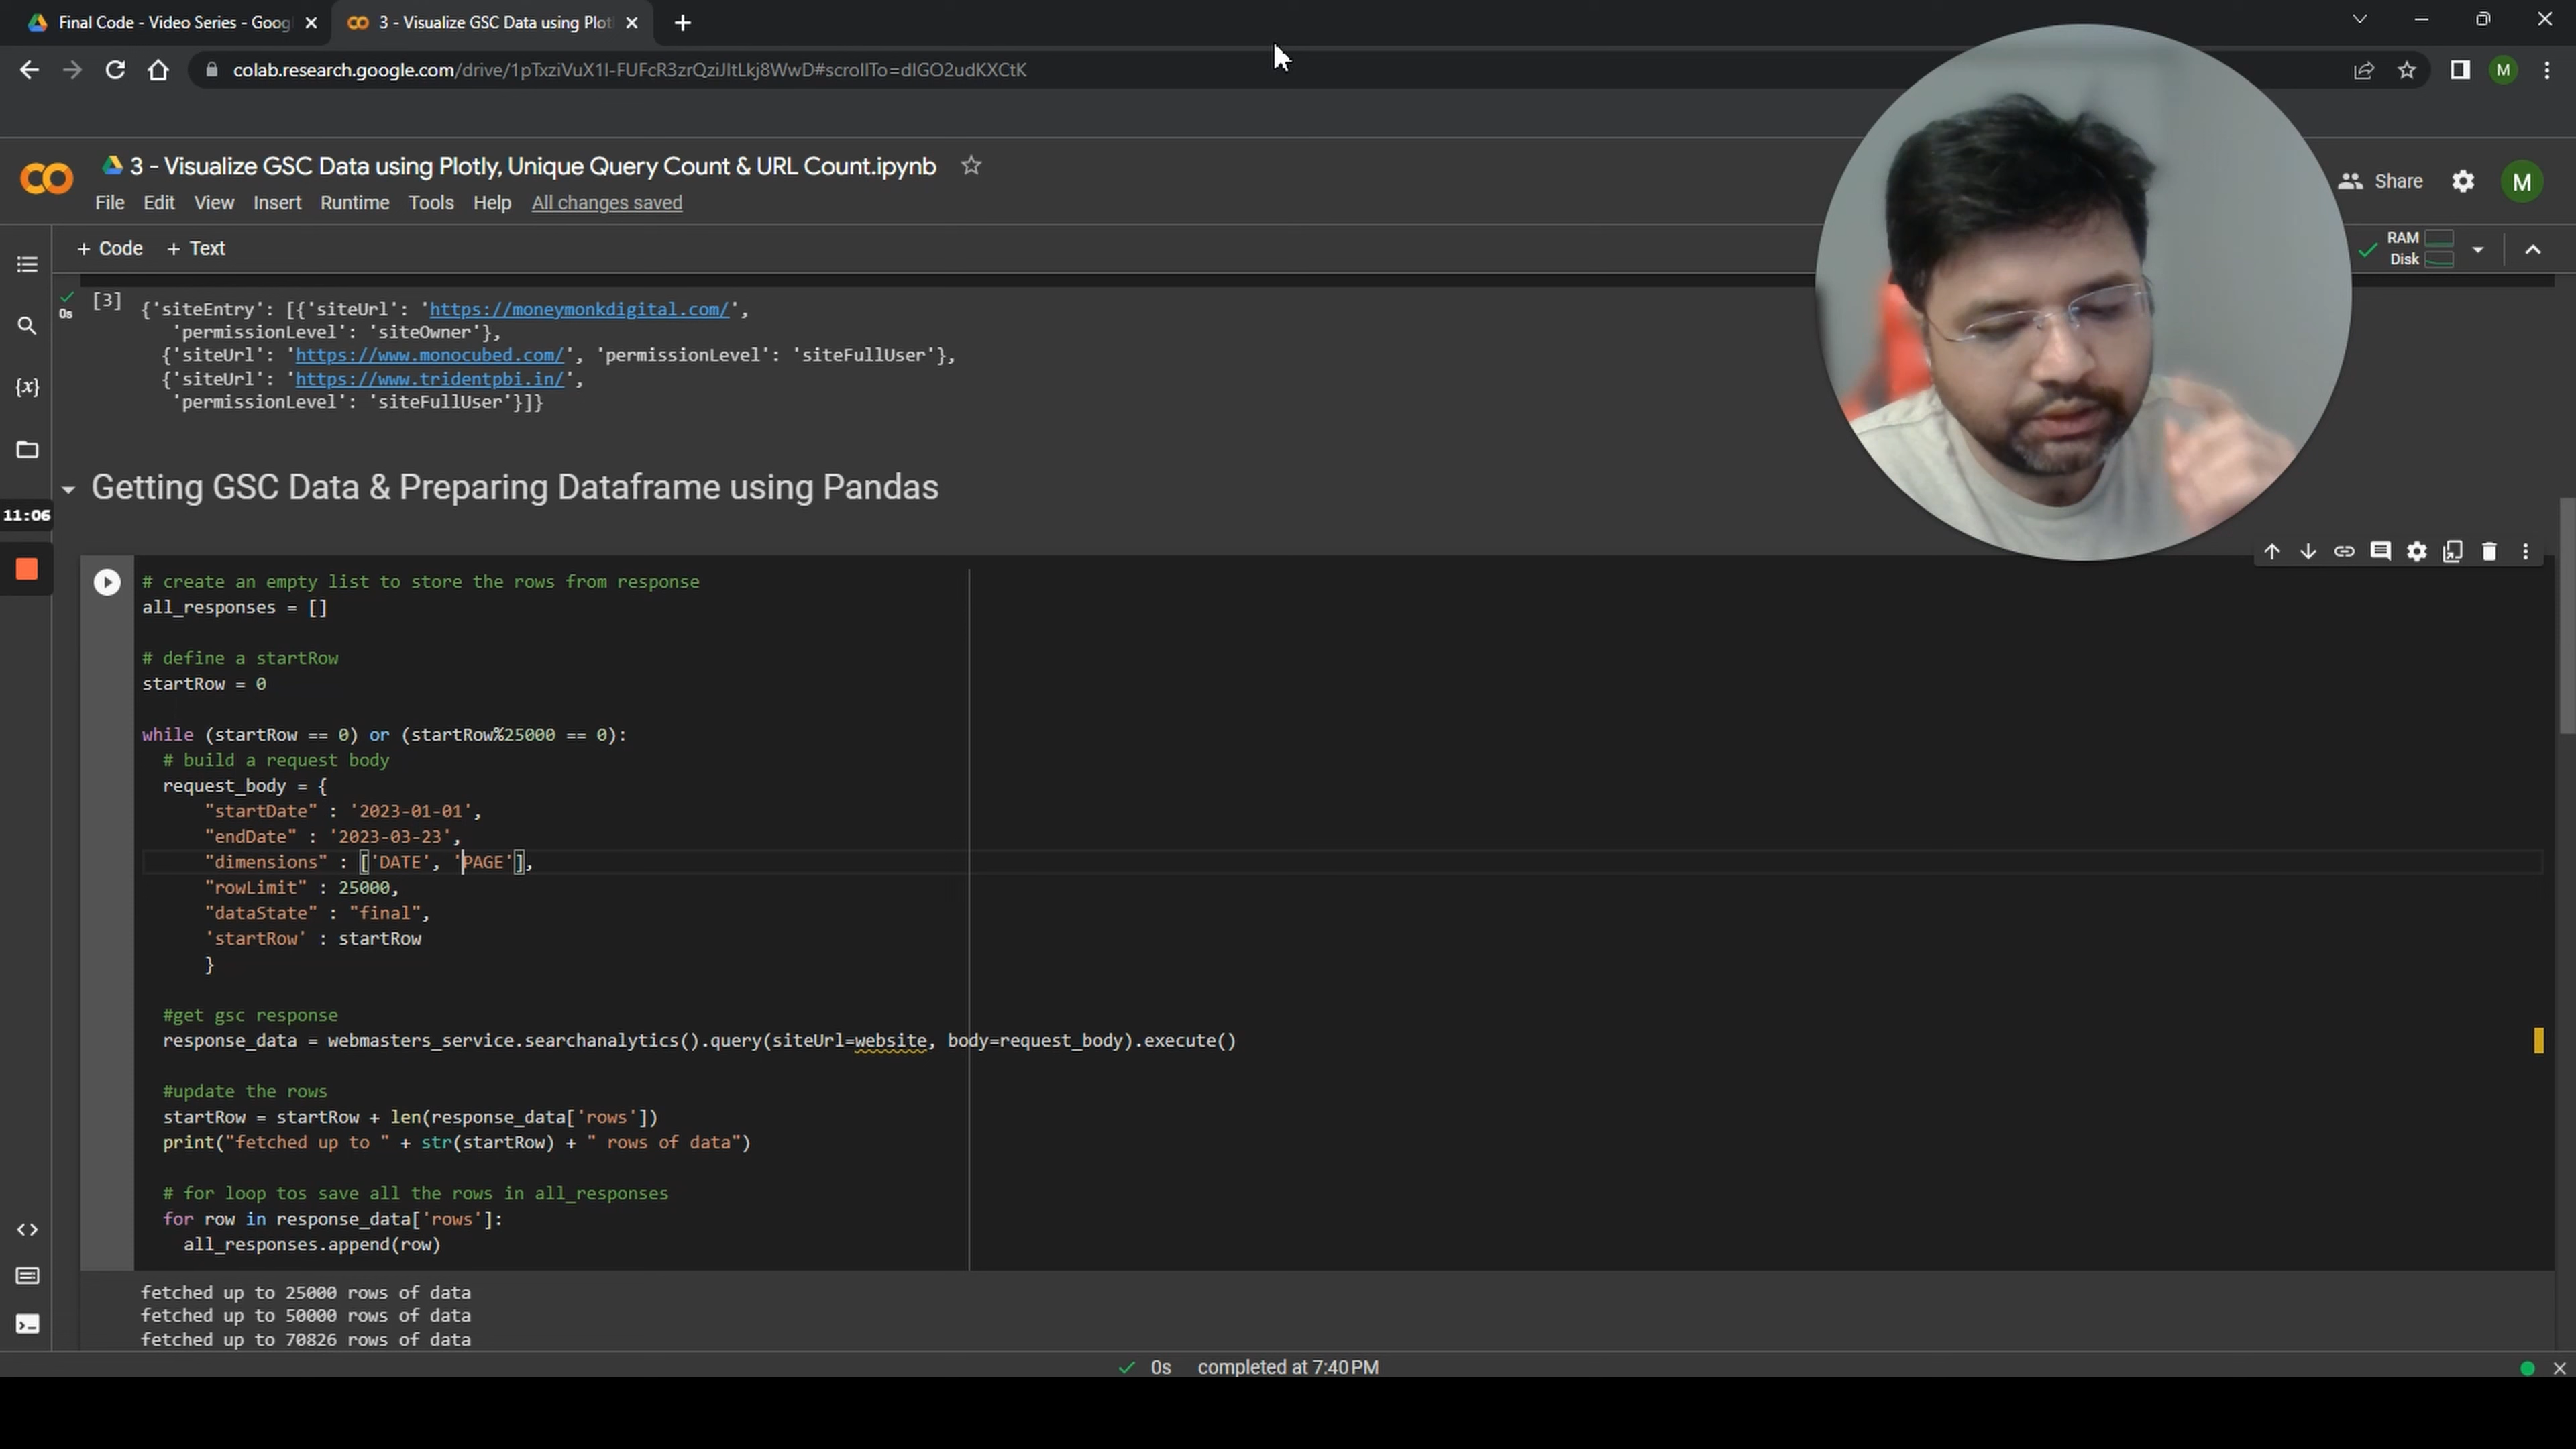 Final Code - Video Series - Goog
3 - Visualize GSC Data using Plot
colab.research.google.com/drive/1pTxziVuX1I-FUFcR3zrQziJItLkj8WwD#scrollTo=dIGO2udKXCtK
M
3 - Visualize GSC Data using Plotly, Unique Query Count & URL Count.ipynb
File Edit View Insert Runtime Tools Help All changes saved
Share
M
+ Code + Text
RAM
Disk
[3]
0s
{'siteEntry': [{'siteUrl': 'https://moneymonkdigital.com/',
'permissionLevel': 'siteOwner'},
{'siteUrl': 'https://www.monocubed.com/', 'permissionLevel': 'siteFullUser'},
{'siteUrl': 'https://www.tridentpbi.in/',
'permissionLevel': 'siteFullUser'}]}
{x}
Getting GSC Data & Preparing Dataframe using Pandas
11:06
# create an empty list to store the rows from response
all_responses = []
# define a startRow
startRow = 0
while (startRow == 0) or (startRow%25000 == 0):
# build a request body
request_body = {
"startDate" : '2023-01-01',
"endDate" : '2023-03-23',
"dimensions" : ['DATE', 'PAGE'],
"rowLimit" : 25000,
"dataState" : "final",
'startRow' : startRow
}
#get gsc response
response_data = webmasters_service.searchanalytics().query(siteUrl=website, body=request_body).execute()
#update the rows
startRow = startRow + len(response_data['rows'])
print("fetched up to " + str(startRow) + " rows of data")
# for loop tos save all the rows in all_responses
for row in response_data['rows']:
all_responses.append(row)
fetched up to 25000 rows of data
fetched up to 50000 rows of data
fetched up to 70826 rows of data
0s completed at 7:40 PM